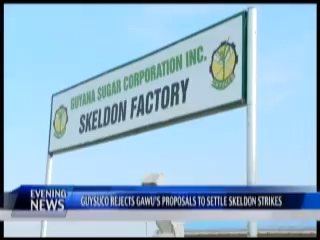 GUYANA SUGAR CORPORATION INC.
SKELDON FACTORY
EVENING
NEWS
GUYSUCO REJECTS GAWU'S PROPOSALS TO SETTLE SKELDON STRIKES